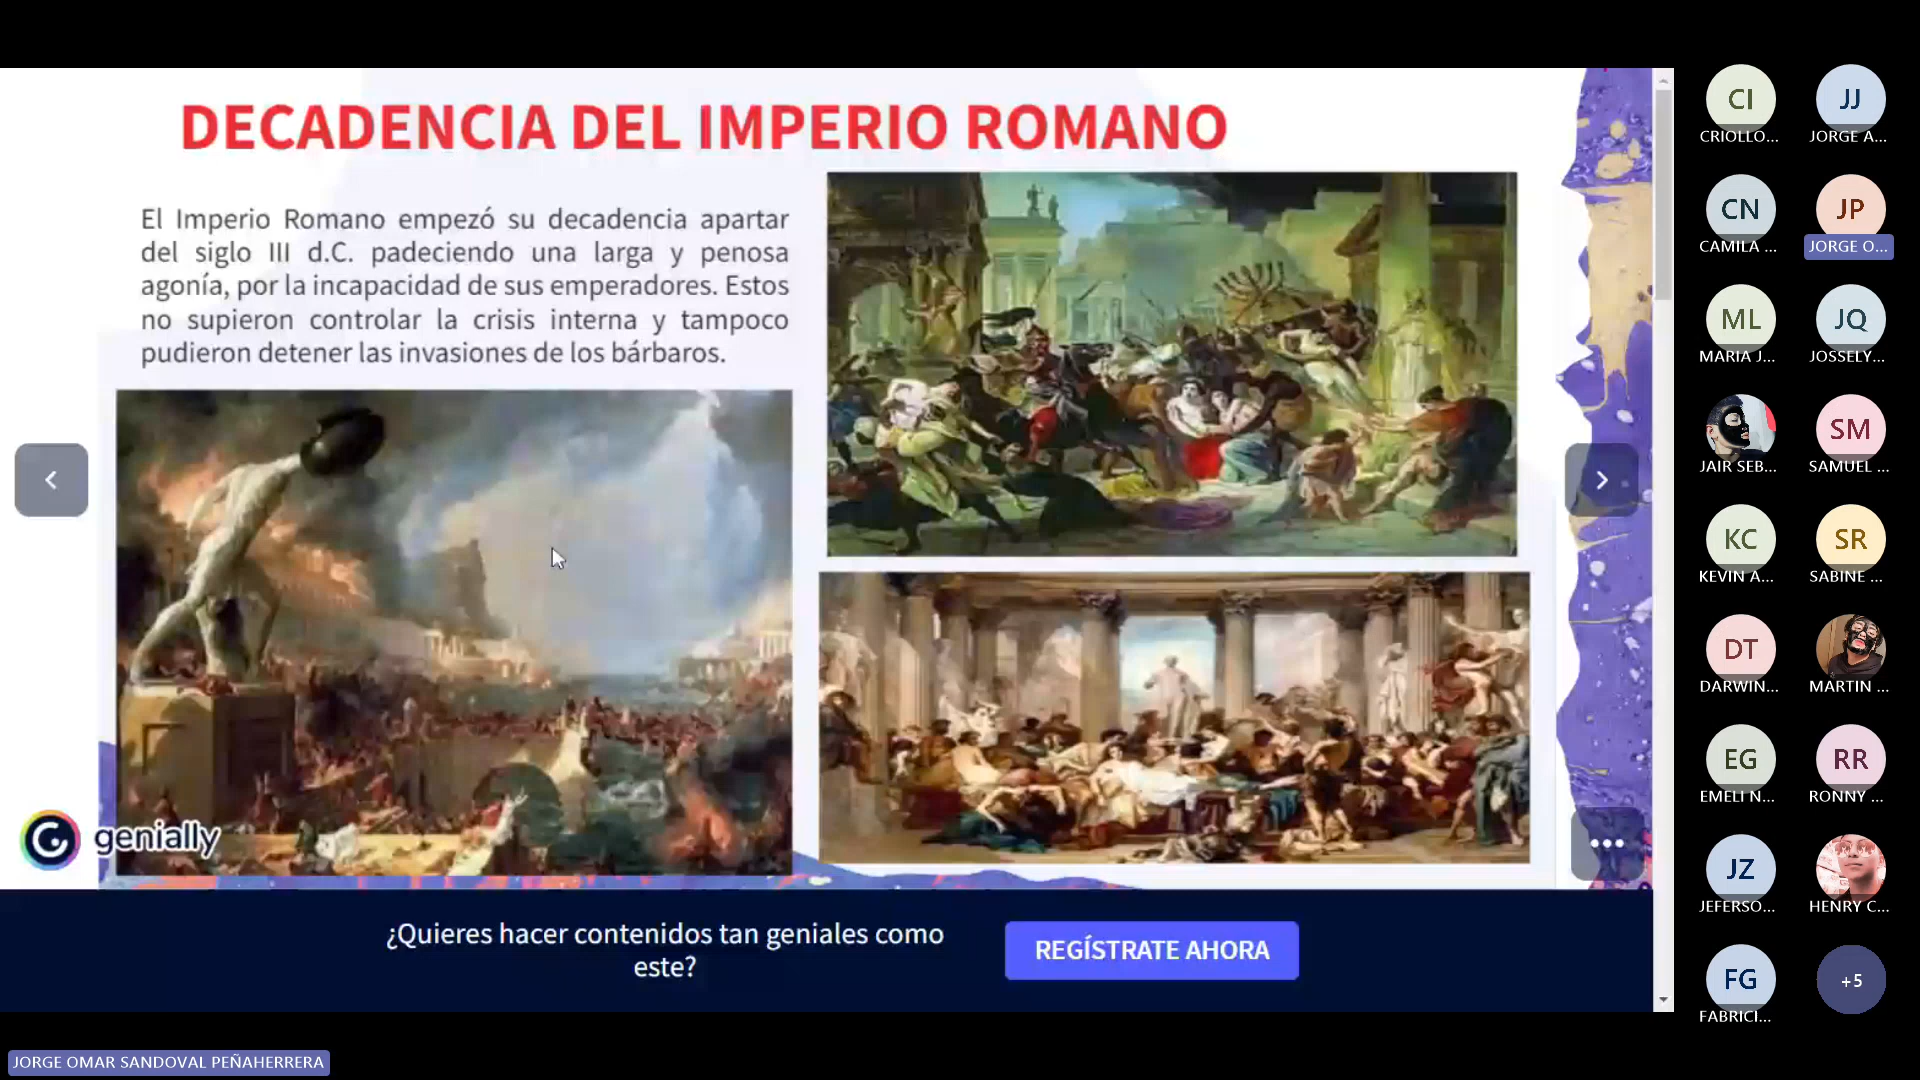 DECADENCIA DEL IMPERIO ROMANO
El Imperio Romano empezó su decadencia apartar
del siglo III d.C. padeciendo una larga y penosa
agonía, por la incapacidad de sus emperadores. Estos
no supieron controlar la crisis interna y tampoco
pudieron detener las invasiones de los bárbaros.
genially
¿Quieres hacer contenidos tan geniales como
este?
REGÍSTRATE AHORA
JORGE OMAR SANDOVAL PEÑAHERRERA
CI
CRIOLLO...
JJ
JORGE A...
CN
CAMILA ...
JP
JORGE O...
ML
MARIA J...
JQ
JOSSELY...
JAIR SEB...
SM
SAMUEL ...
KC
KEVIN A...
SR
SABINE ...
DT
DARWIN...
MARTIN ...
EG
EMELI N...
RR
RONNY ...
JZ
JEFERSO...
HENRY C...
FG
FABRICI...
+5